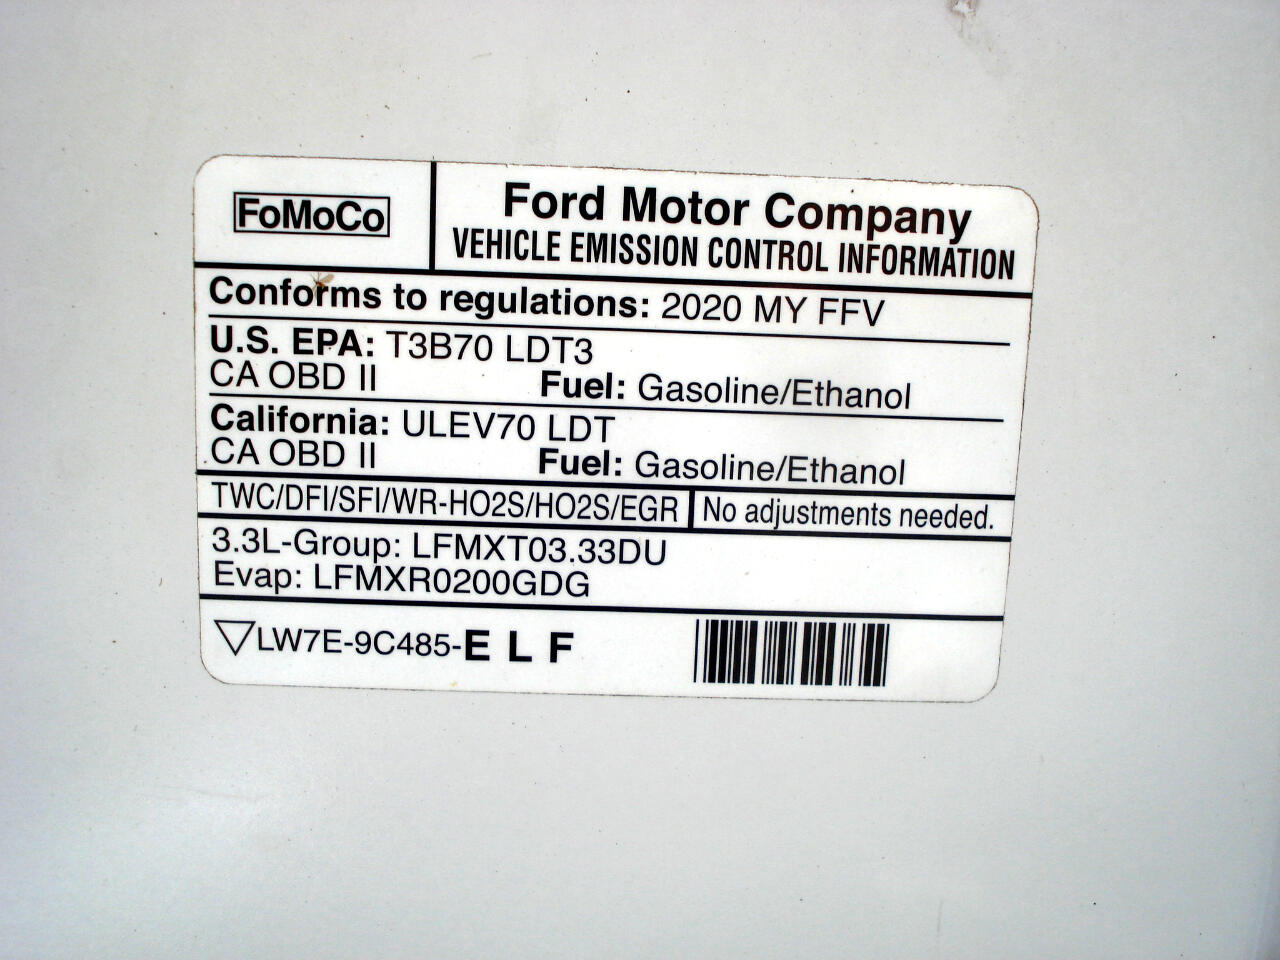 FoMoCo
Ford Motor Company
VEHICLE EMISSION CONTROL INFORMATION
Conforms to regulations: 2020 MY FFV
U.S. EPA: T3B70 LDT3
CA OBD II Fuel: Gasoline/Ethanol
California: ULEV70 LDT
CA OBD II Fuel: Gasoline/Ethanol
TWC/DFI/SFI/WR-HO2S/HO2S/EGR No adjustments needed.
3.3L-Group: LFMXT03.33DU
Evap: LFMXR0200GDG
LW7E-9C485-E L F